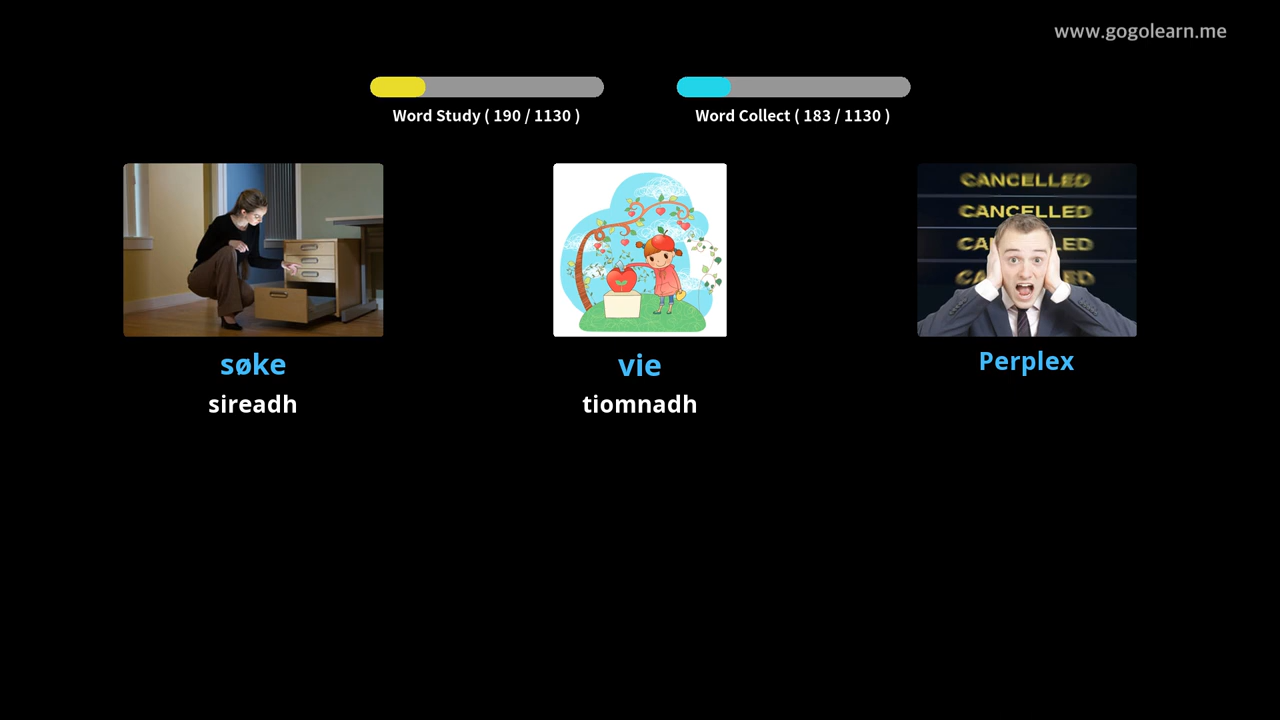 www.gogolearn.me
Word Study ( 190 / 1130 )
Word Collect ( 183 / 1130 )
CANCELLED
CANCELLED
søke
vie
Perplex
sireadh
tiomnadh